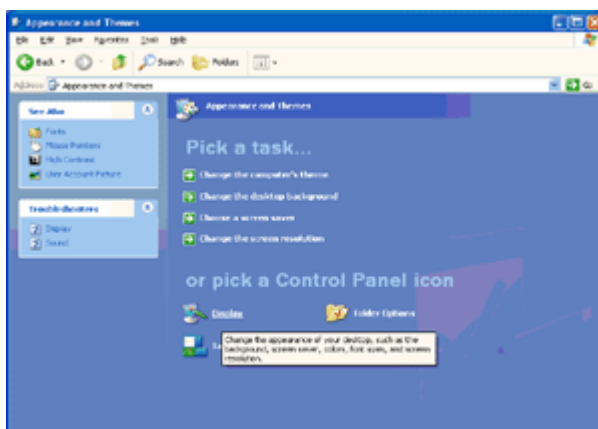 Appearance and Themes
File Edit View Favorites Tools Help
Back Search Folders
Address Appearance and Themes Go
See Also
Fonts
Mouse Pointers
High Contrast
User Account Picture
Troubleshooters
Display
Sound
Appearance and Themes
Pick a task...
Change the computer's theme
Change the desktop background
Choose a screen saver
Change the screen resolution
or pick a Control Panel icon
Display Folder Options
Change the appearance of your desktop, such as the
background, screen saver, colors, font sizes, and screen
resolution.